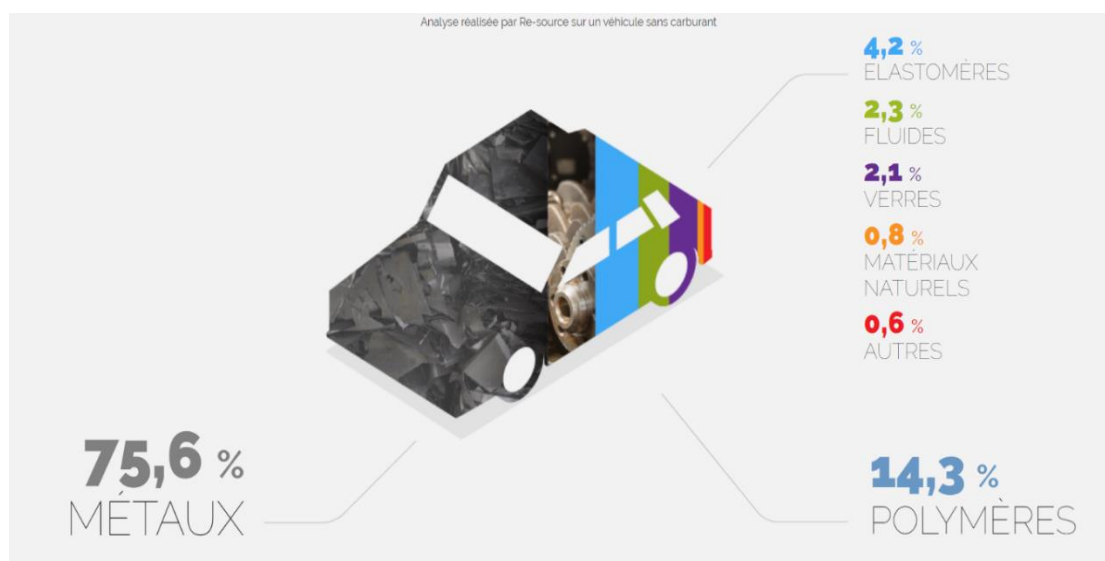 Analyse réalisée par Re-source sur un véhicule sans carburant
4,2 %
ELASTOMÈRES
2,3 %
FLUIDES
2,1 %
VERRES
0,8 %
MATÉRIAUX
NATURELS
0,6 %
AUTRES
75,6 %
MÉTAUX
14,3 %
POLYMÈRES